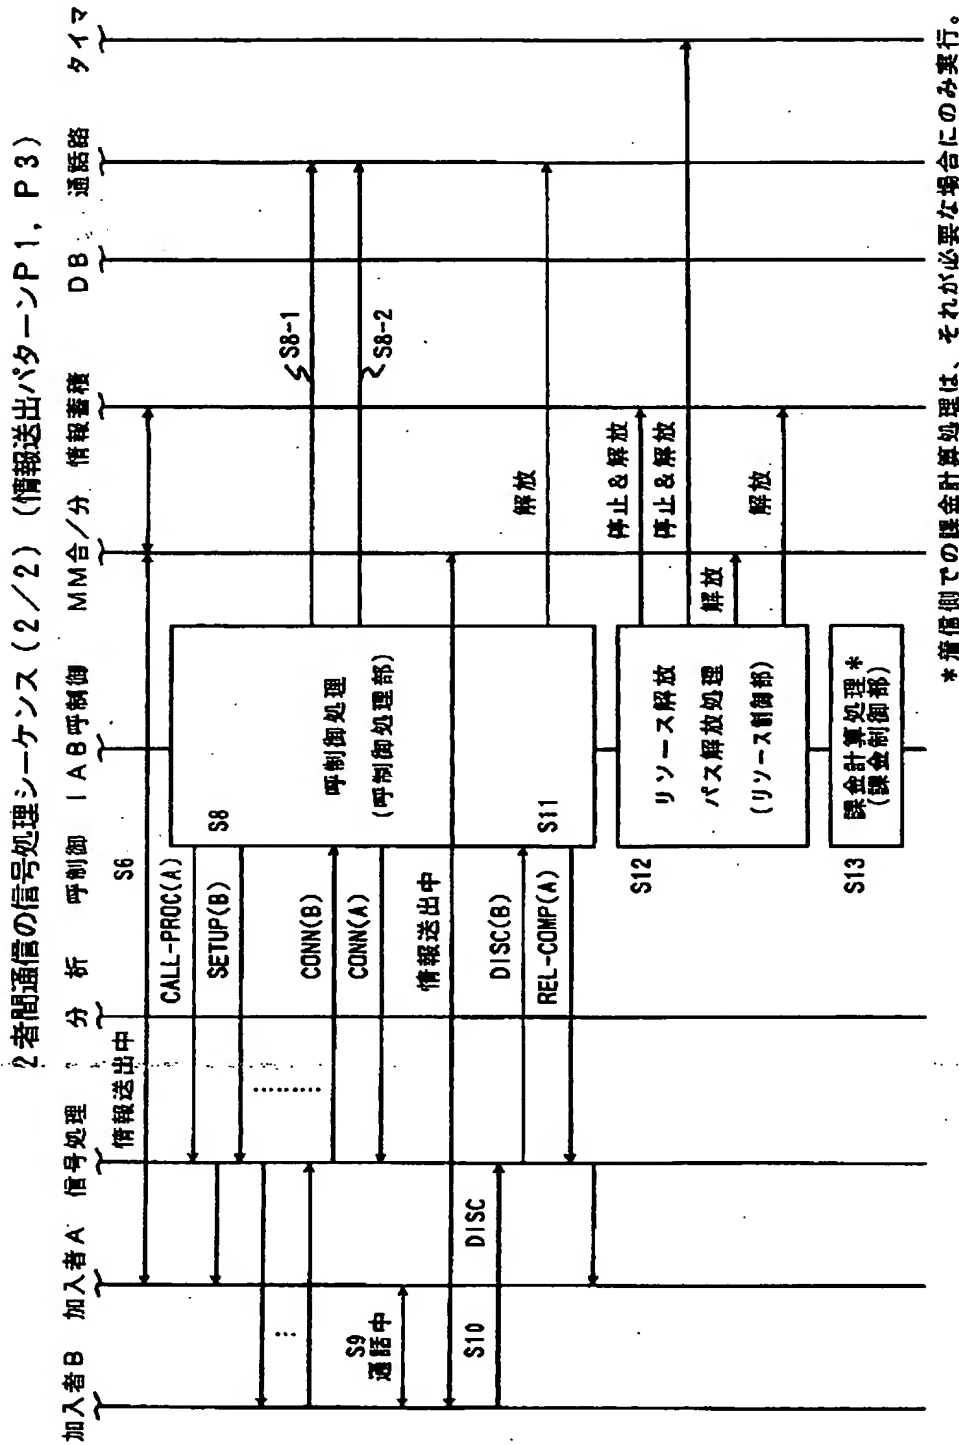 2者間通信の信号処理シーケンス(2/2)(情報送出パターンP1, P3)
加入者B 加入者A 信号処理 分 析 呼制御 IAB呼制御 MM合/分 情報蓄積 DB 通話路 タイマ
情報送出中
S6
CALL-PROC(A)
SETUP(B)
S8
S8-1
CONN(B)
呼制御処理
S8-2
CONN(A)
(呼制御処理部)
S9
通話中
情報送出中
S10
DISC
DISC(B)
S11
解放
REL-COMP(A)
S12
リソース解放
パス解放処理
(リソース制御部)
停止&解放
停止&解放
解放
解放
S13
課金計算処理*
(課金制御部)
*着信側での課金計算処理は、それが必要な場合にのみ実行。